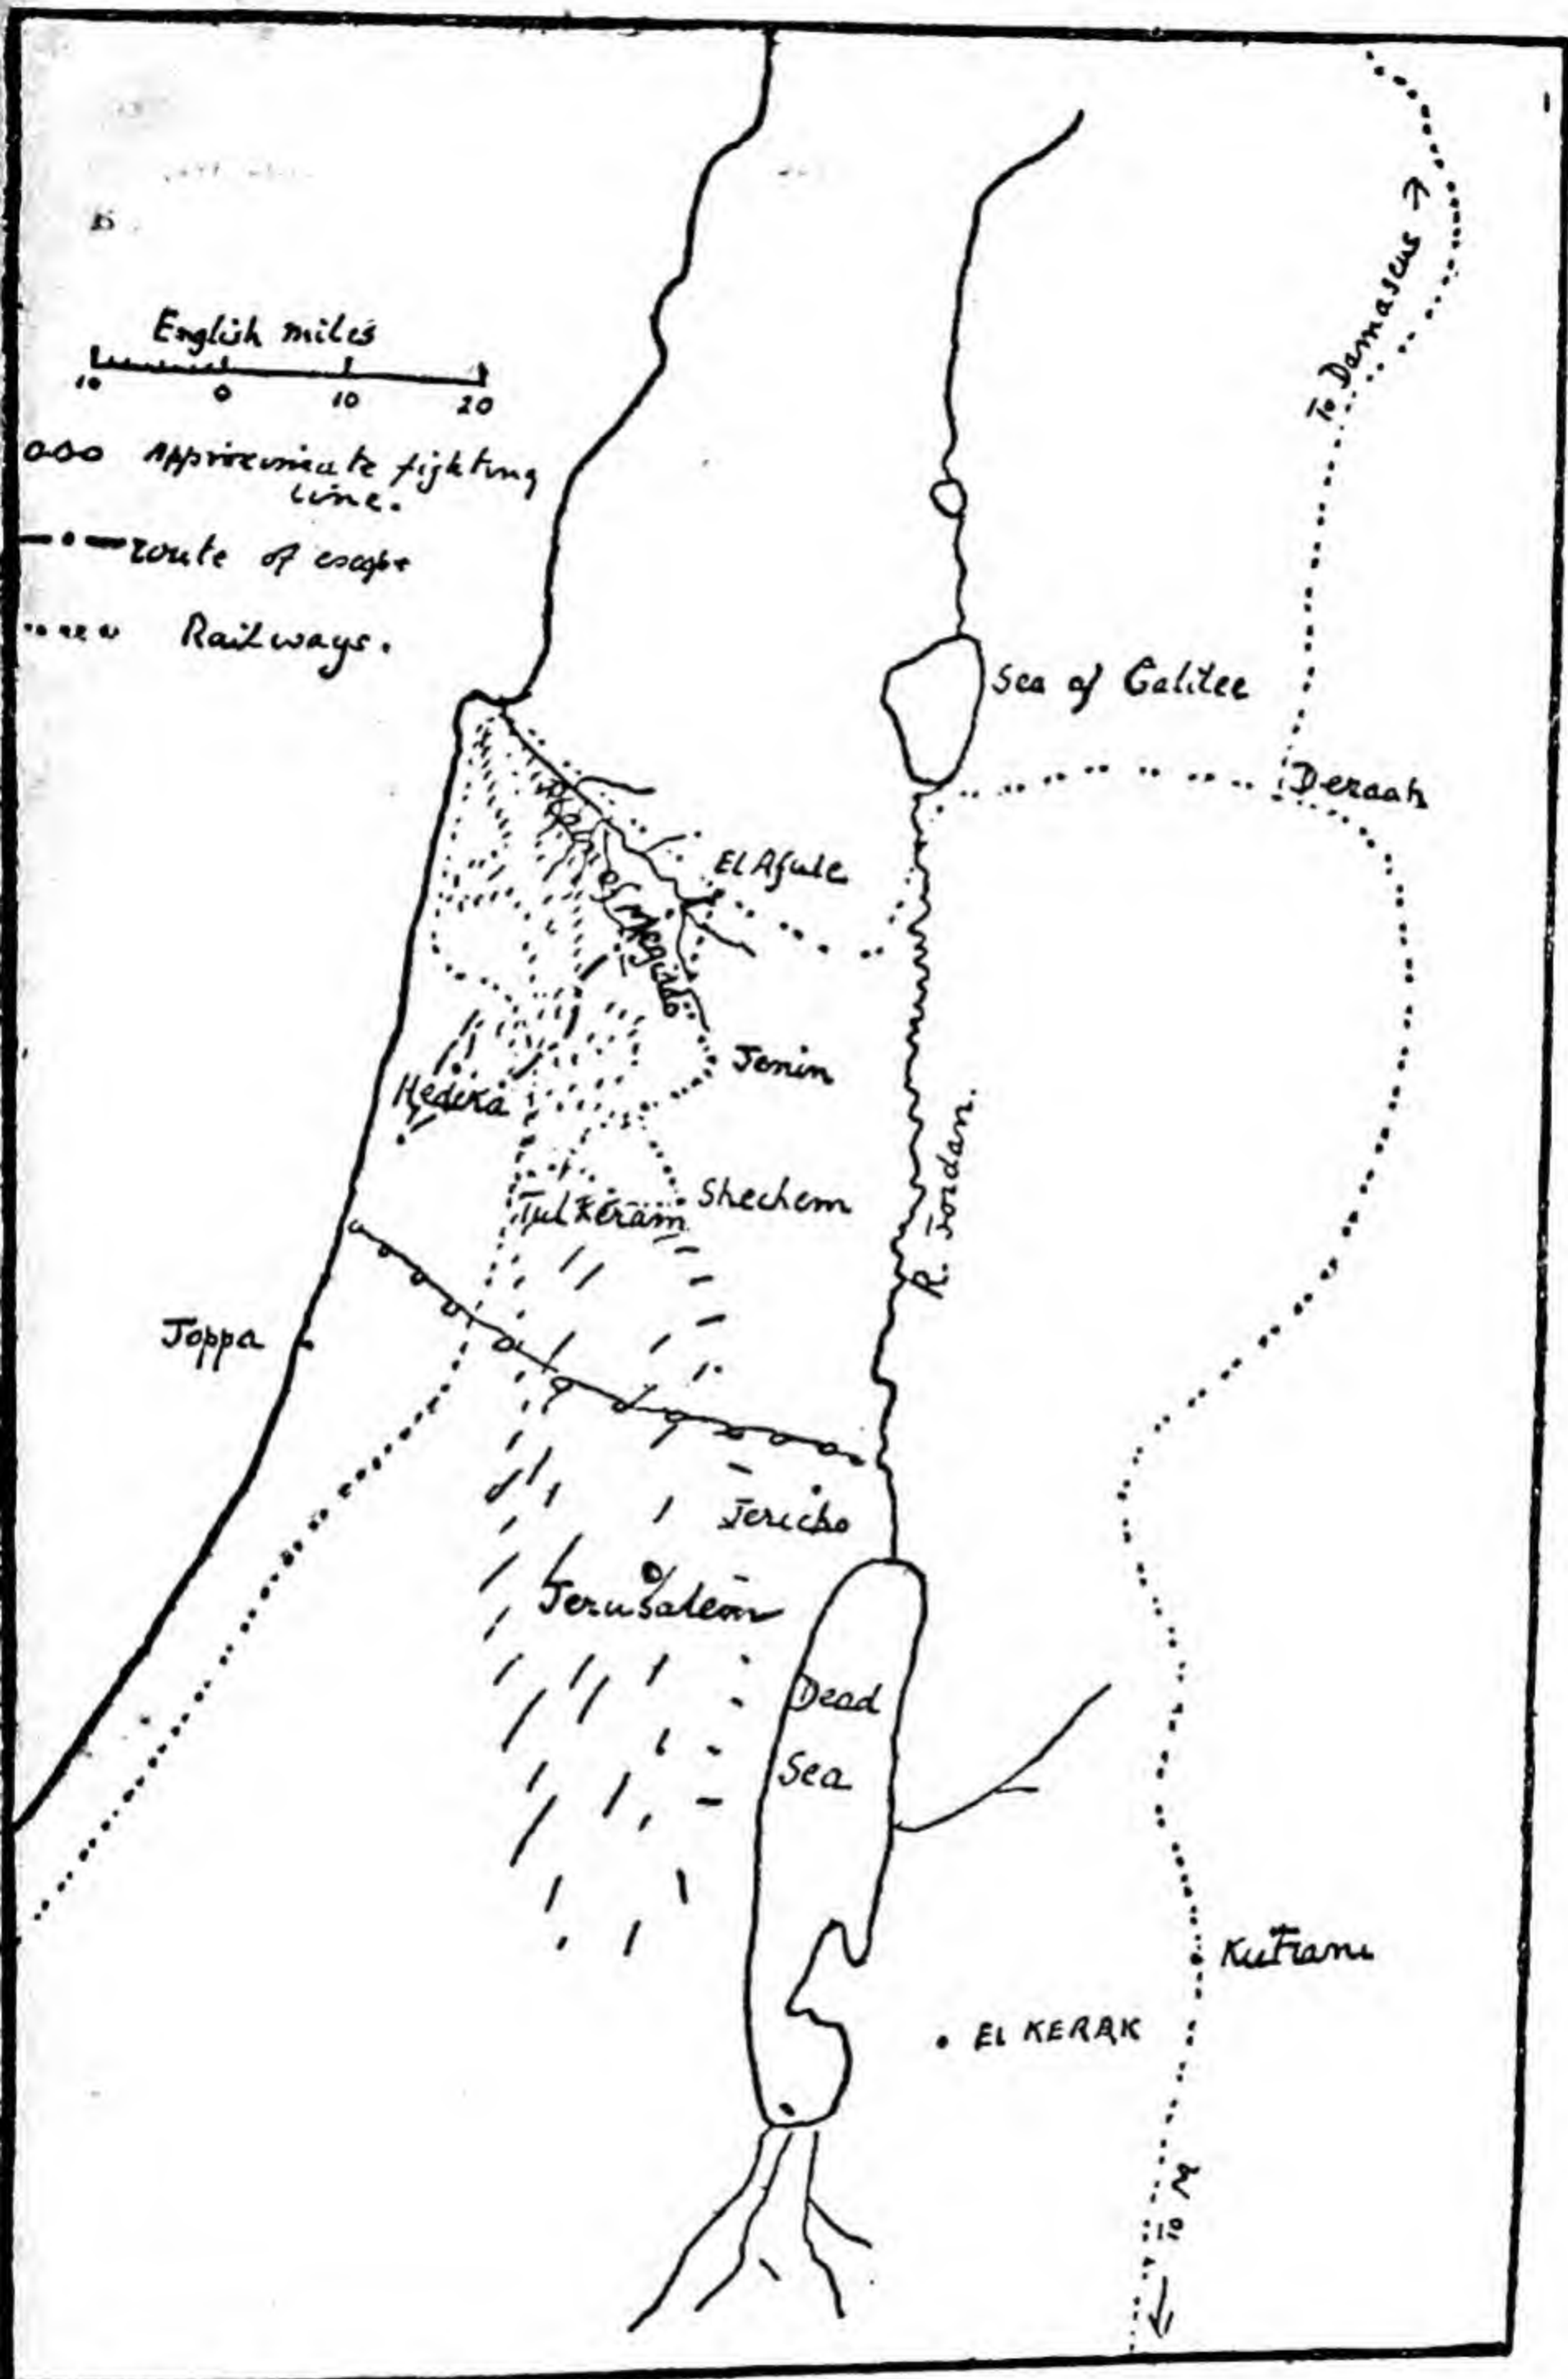 English miles
10 0 10 20
Approximate fighting
Line.
route of escape
Railways.
To Damascus →
Sea of Galilee
Deraah
El Afule
of Megiddo
Jenin
Hedera
Shechem
Tul Keram
R. Jordan.
Joppa
Jericho
Jerusalem
Dead
Sea
Kutrani
EL KERAK
To M